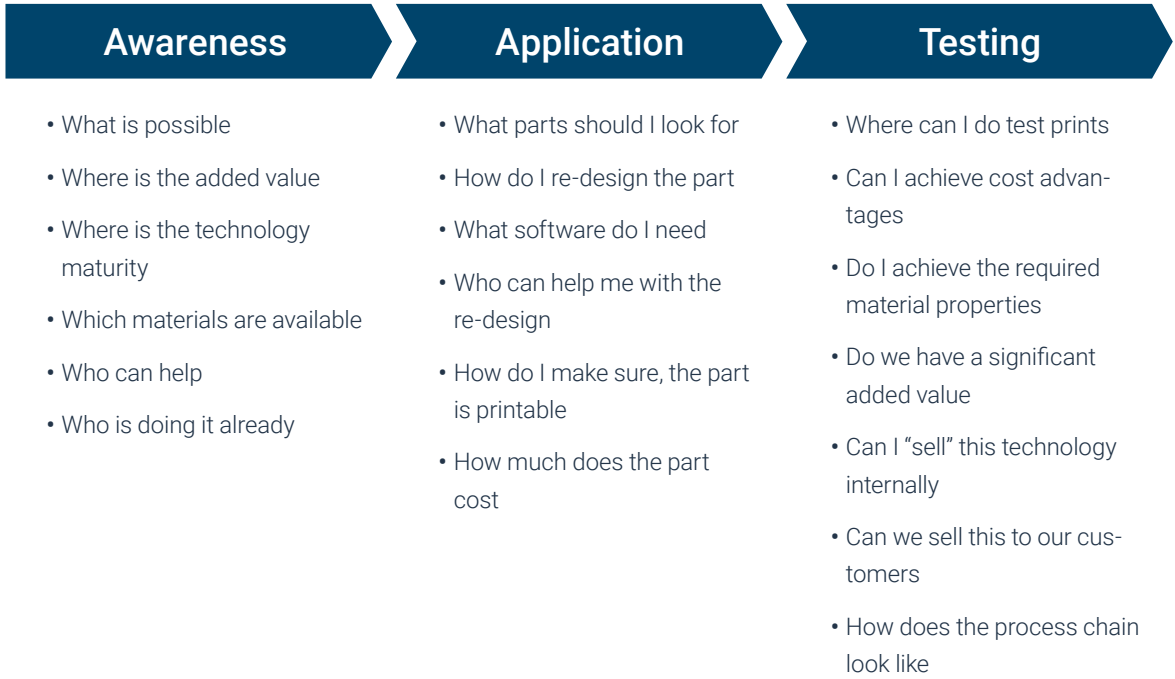 Awareness
• What is possible
• Where is the added value
• Where is the technology
maturity
• Which materials are available
• Who can help
• Who is doing it already
Application
• What parts should I look for
• How do I re-design the part
• What software do I need
• Who can help me with the
re-design
• How do I make sure, the part
is printable
• How much does the part
cost
Testing
• Where can I do test prints
• Can I achieve cost advan-
tages
• Do I achieve the required
material properties
• Do we have a significant
added value
• Can I “sell” this technology
internally
• Can we sell this to our cus-
tomers
• How does the process chain
look like